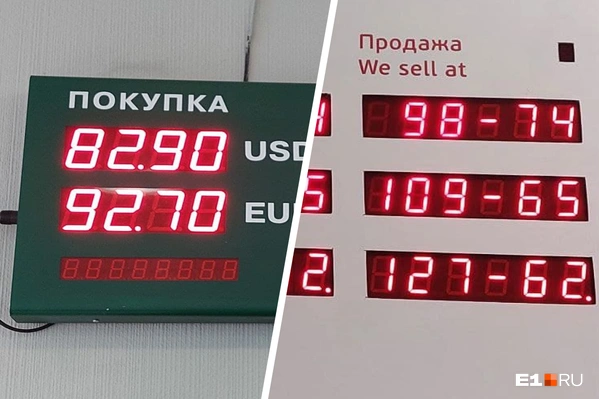 ПОКУПКА
82.90 USD
92.70 EUR
Продажа
We sell at
98-74
109-65
127-62.
E1 RU